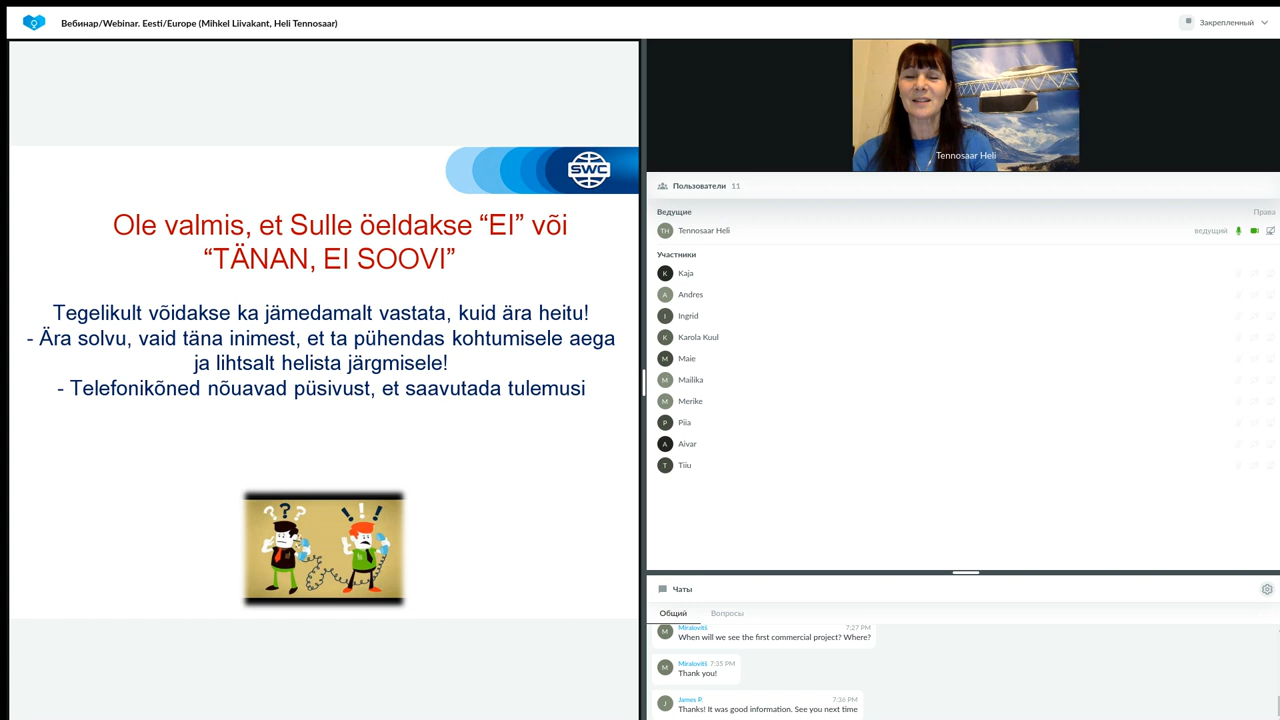 Вебинар/Webinar. Eesti/Europe (Mihkel Liivakant, Heli Tennosaar)
Закрепленный
SWC
Ole valmis, et Sulle öeldakse “EI” või
“TÄNAN, EI SOOVI”
Tegelikult võidakse ka jämedamalt vastata, kuid ära heitu!
- Ära solvu, vaid täna inimest, et ta pühendas kohtumisele aega
ja lihtsalt helista järgmisele!
- Telefonikõned nõuavad püsivust, et saavutada tulemusi
???
!!!
Tennosaar Heli
Пользователи 11
Ведущие Права
TH Tennosaar Heli ведущий
Участники
K Kaja
A Andres
I Ingrid
K Karola Kuul
M Maie
M Mailika
M Merike
P Piia
A Aivar
T Tiiu
Чаты
Общий Вопросы
M Miralovitš 7:27 PM
When will we see the first commercial project? Where?
M Miralovitš 7:35 PM
Thank you!
J James P. 7:36 PM
Thanks! It was good information. See you next time